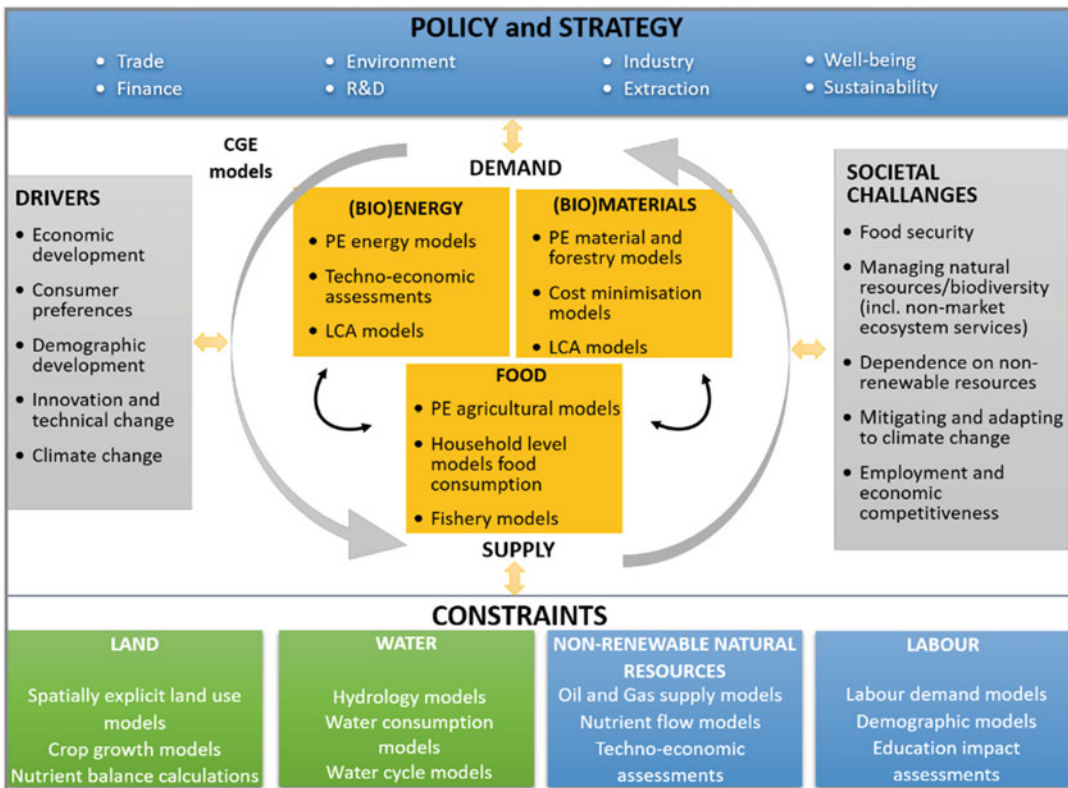 POLICY and STRATEGY
• Trade
• Finance
• Environment
• R&D
• Industry
• Extraction
• Well-being
• Sustainability
CGE
models
DEMAND
DRIVERS
• Economic
development
• Consumer
preferences
• Demographic
development
• Innovation and
technical change
• Climate change
(BIO)ENERGY
• PE energy models
• Techno-economic
assessments
• LCA models
(BIO)MATERIALS
• PE material and
forestry models
• Cost minimisation
models
• LCA models
FOOD
• PE agricultural models
• Household level
models food
consumption
• Fishery models
SUPPLY
SOCIETAL
CHALLANGES
• Food security
• Managing natural
resources/biodiversity
(incl. non-market
ecosystem services)
• Dependence on non-
renewable resources
• Mitigating and adapting
to climate change
• Employment and
economic
competitiveness
CONSTRAINTS
LAND
Spatially explicit land use
models
Crop growth models
Nutrient balance calculations
WATER
Hydrology models
Water consumption
models
Water cycle models
NON-RENEWABLE NATURAL
RESOURCES
Oil and Gas supply models
Nutrient flow models
Techno-economic
assessments
LABOUR
Labour demand models
Demographic models
Education impact
assessments